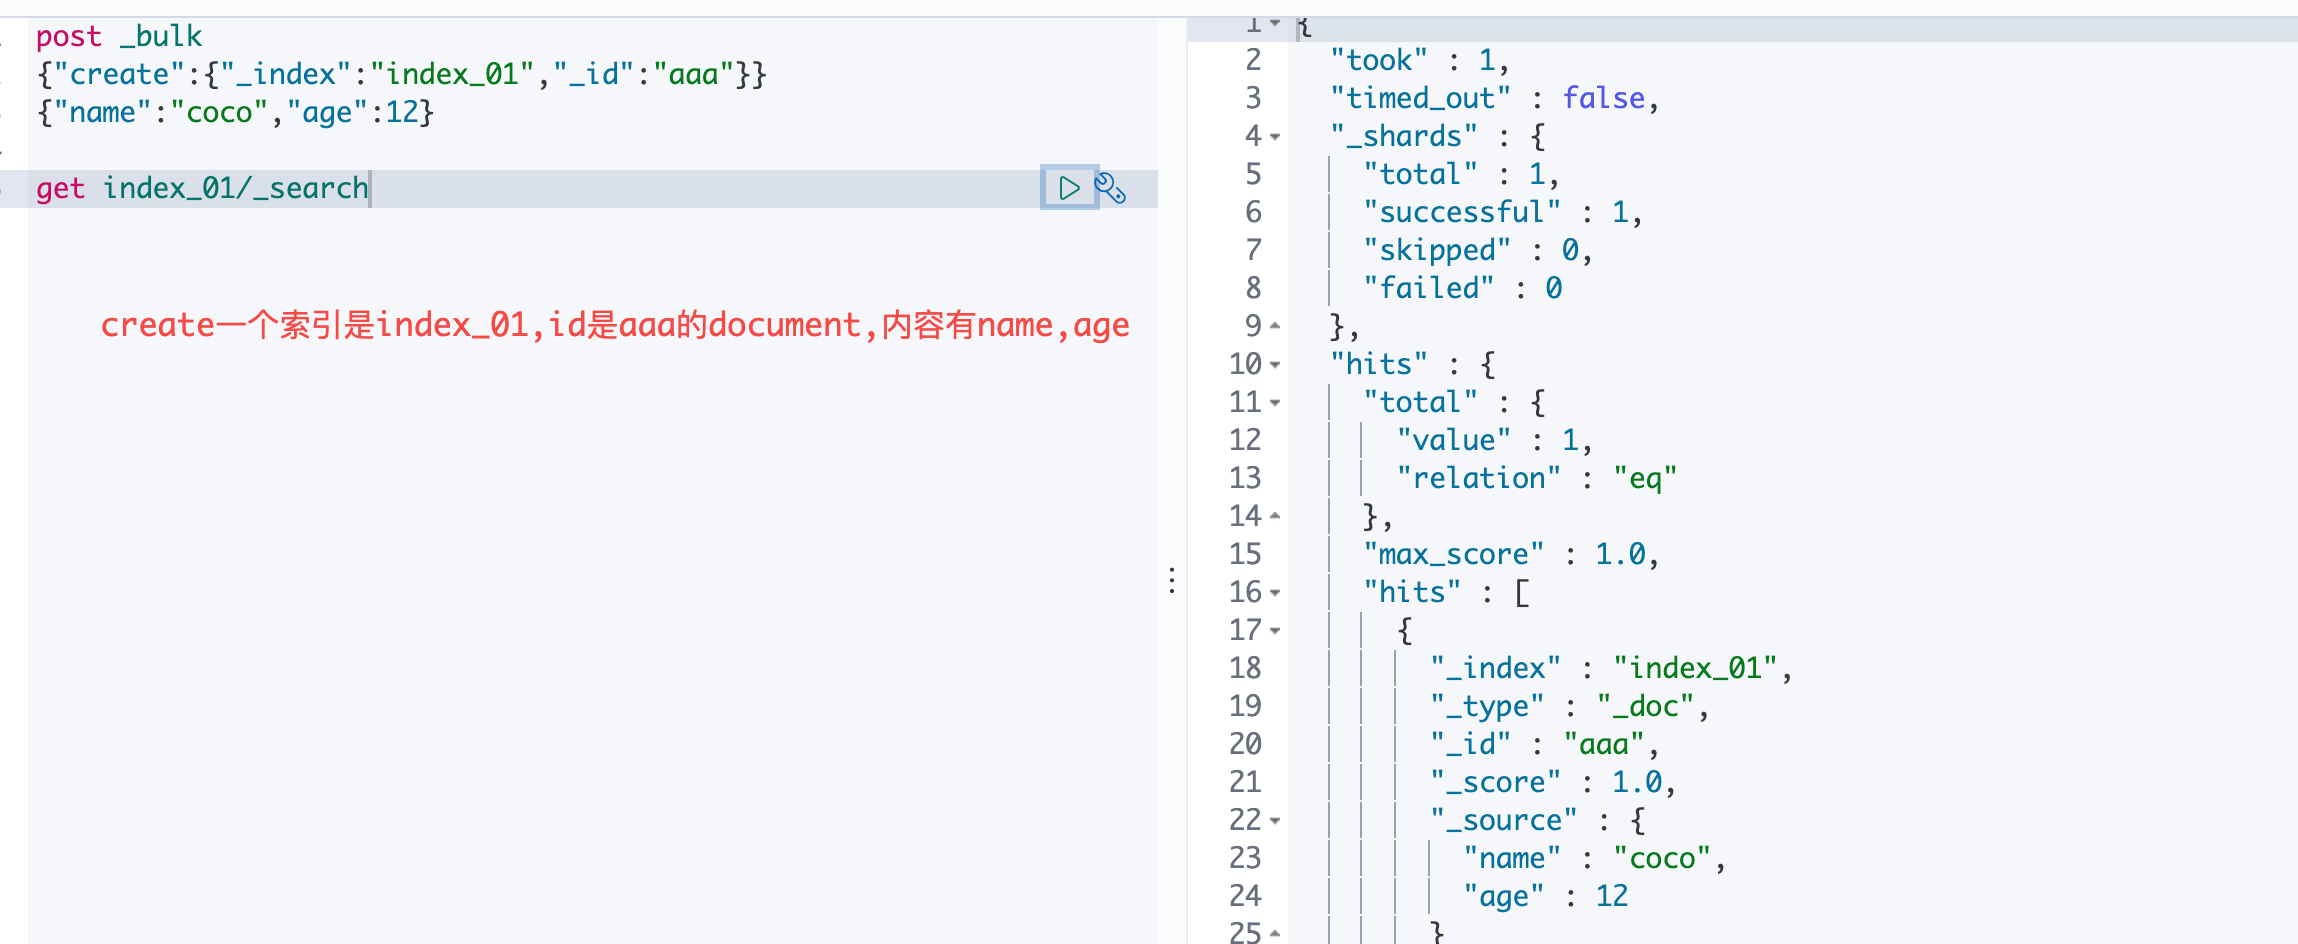 post _bulk
{"create":{"_index":"index_01","_id":"aaa"}}
{"name":"coco","age":12}
get index_01/_search
create一个索引是index_01,id是aaa的document,内容有name,age
1 {
2 "took" : 1,
3 "timed_out" : false,
4 "_shards" : {
5 "total" : 1,
6 "successful" : 1,
7 "skipped" : 0,
8 "failed" : 0
9 },
10 "hits" : {
11 "total" : {
12 "value" : 1,
13 "relation" : "eq"
14 },
15 "max_score" : 1.0,
16 "hits" : [
17 {
18 "_index" : "index_01",
19 "_type" : "_doc",
20 "_id" : "aaa",
21 "_score" : 1.0,
22 "_source" : {
23 "name" : "coco",
24 "age" : 12
25 }